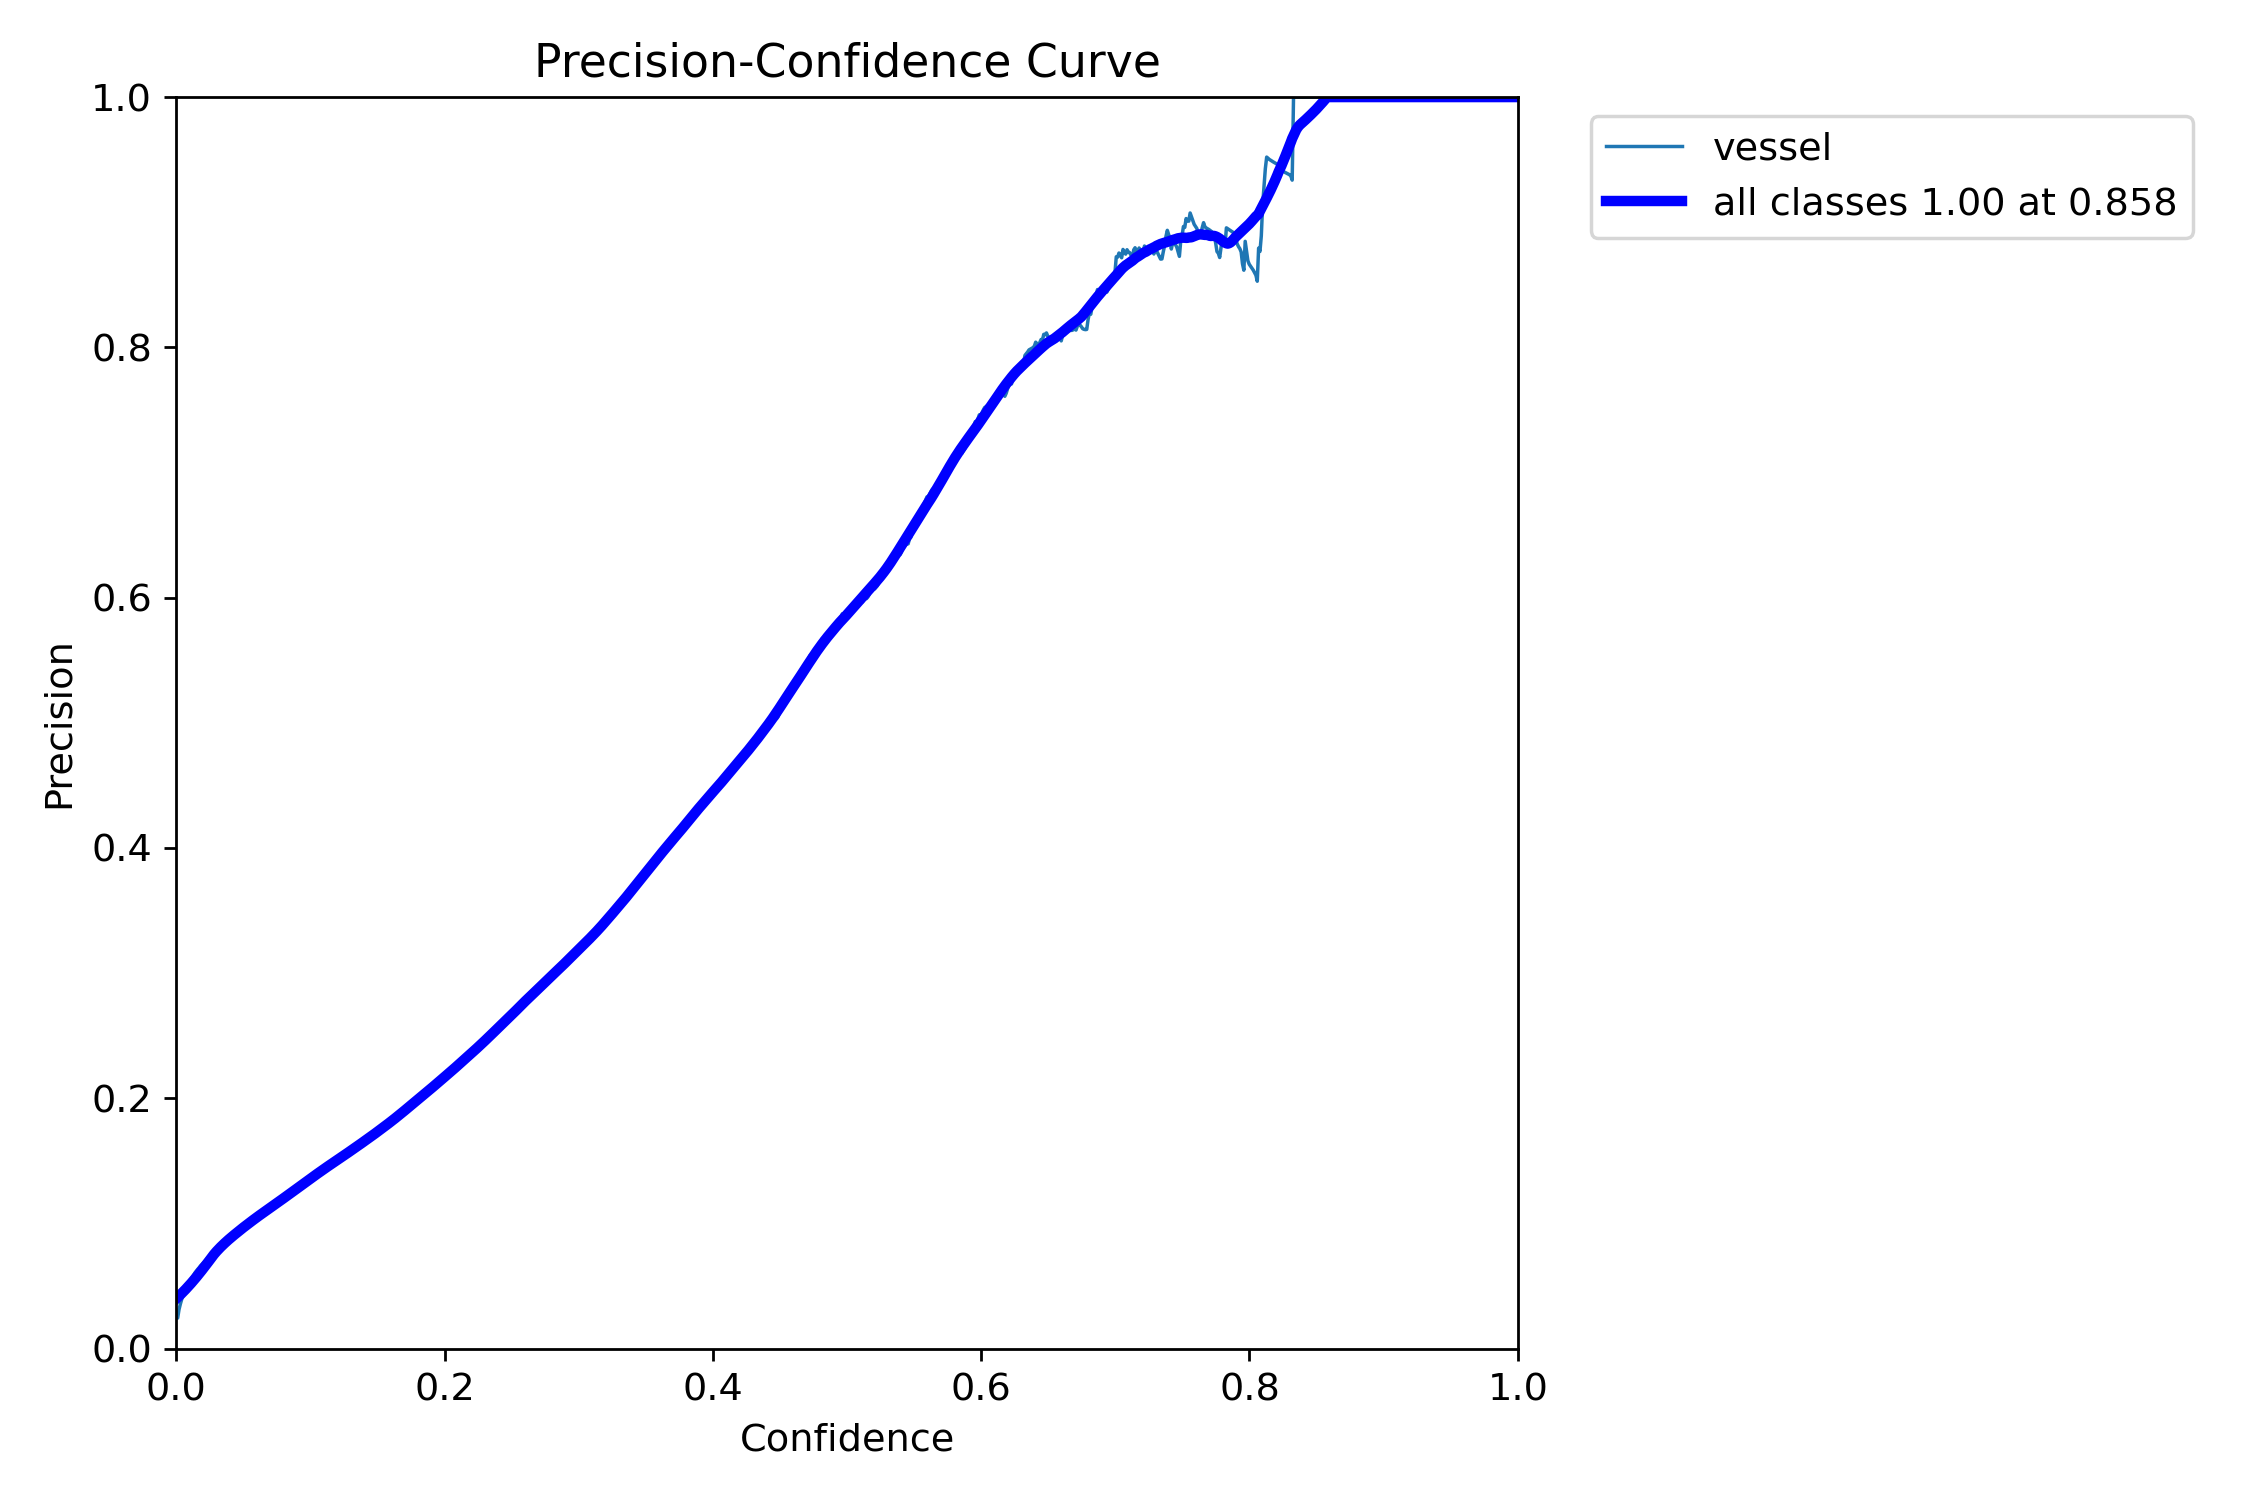 Precision-Confidence Curve
1.0
0.8
0.6
0.4
0.2
0.0
Precision
0.0 0.2 0.4 0.6 0.8 1.0
Confidence
vessel
all classes 1.00 at 0.858